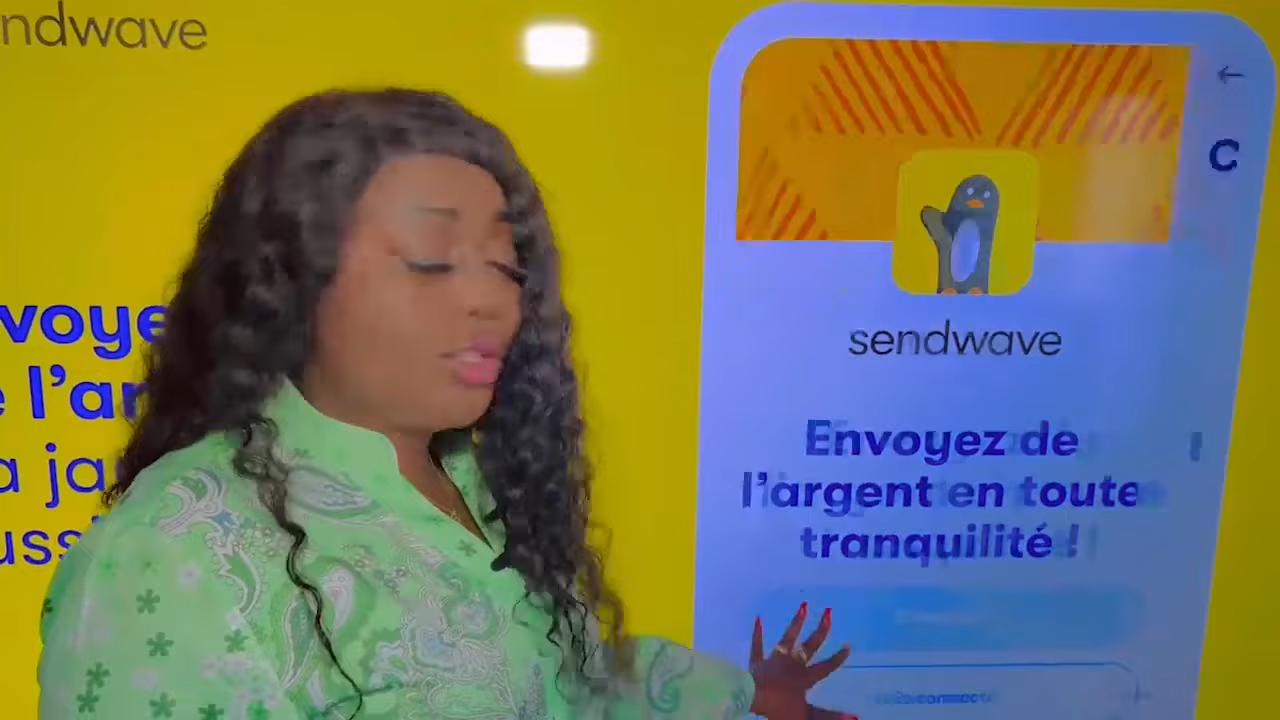 ndwave
voye
l'ar
a ja
uss
C
sendwave
Envoyez de
l'argent en toute
tranquilité !